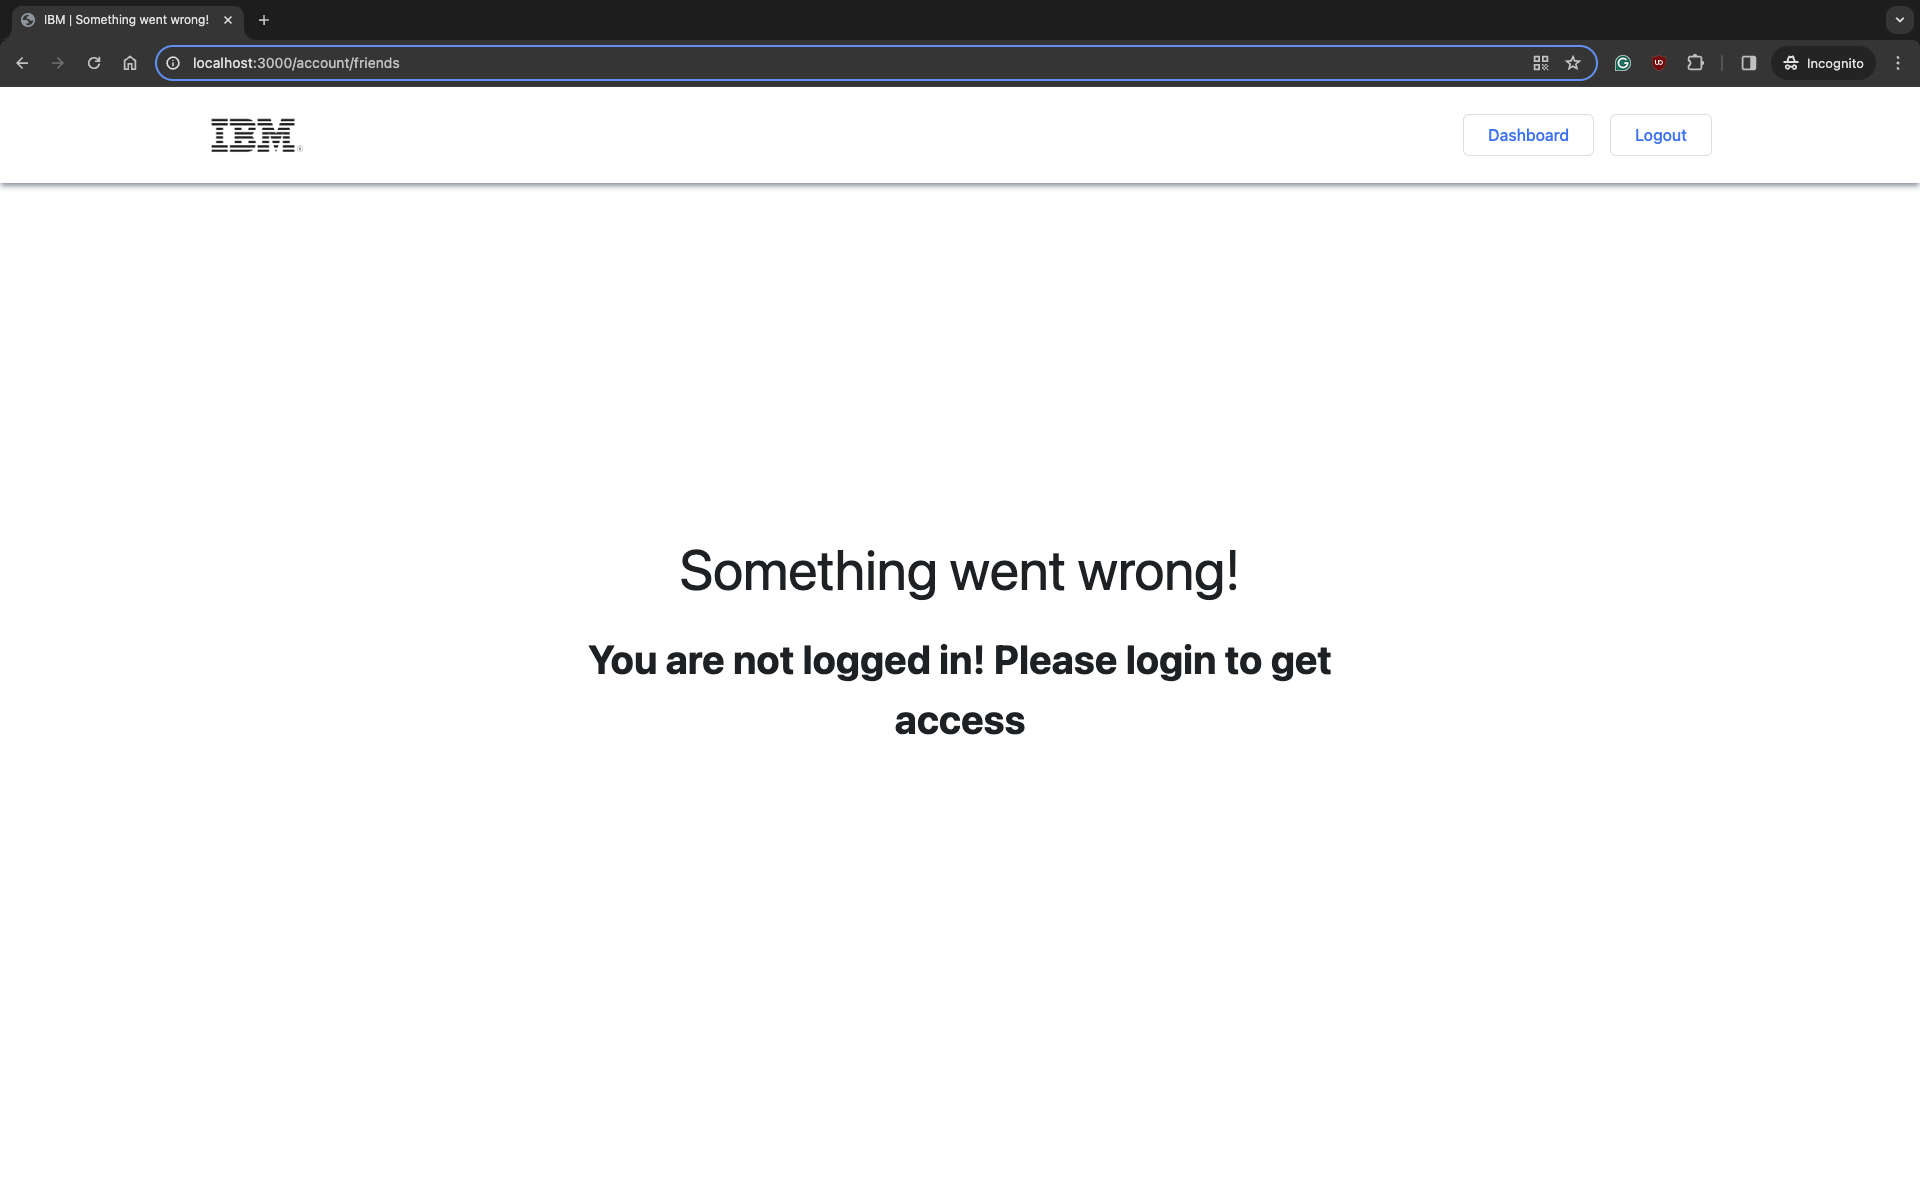 IBM | Something went wrong!
localhost:3000/account/friends
Incognito
IBM
Dashboard
Logout
Something went wrong!
You are not logged in! Please login to get
access